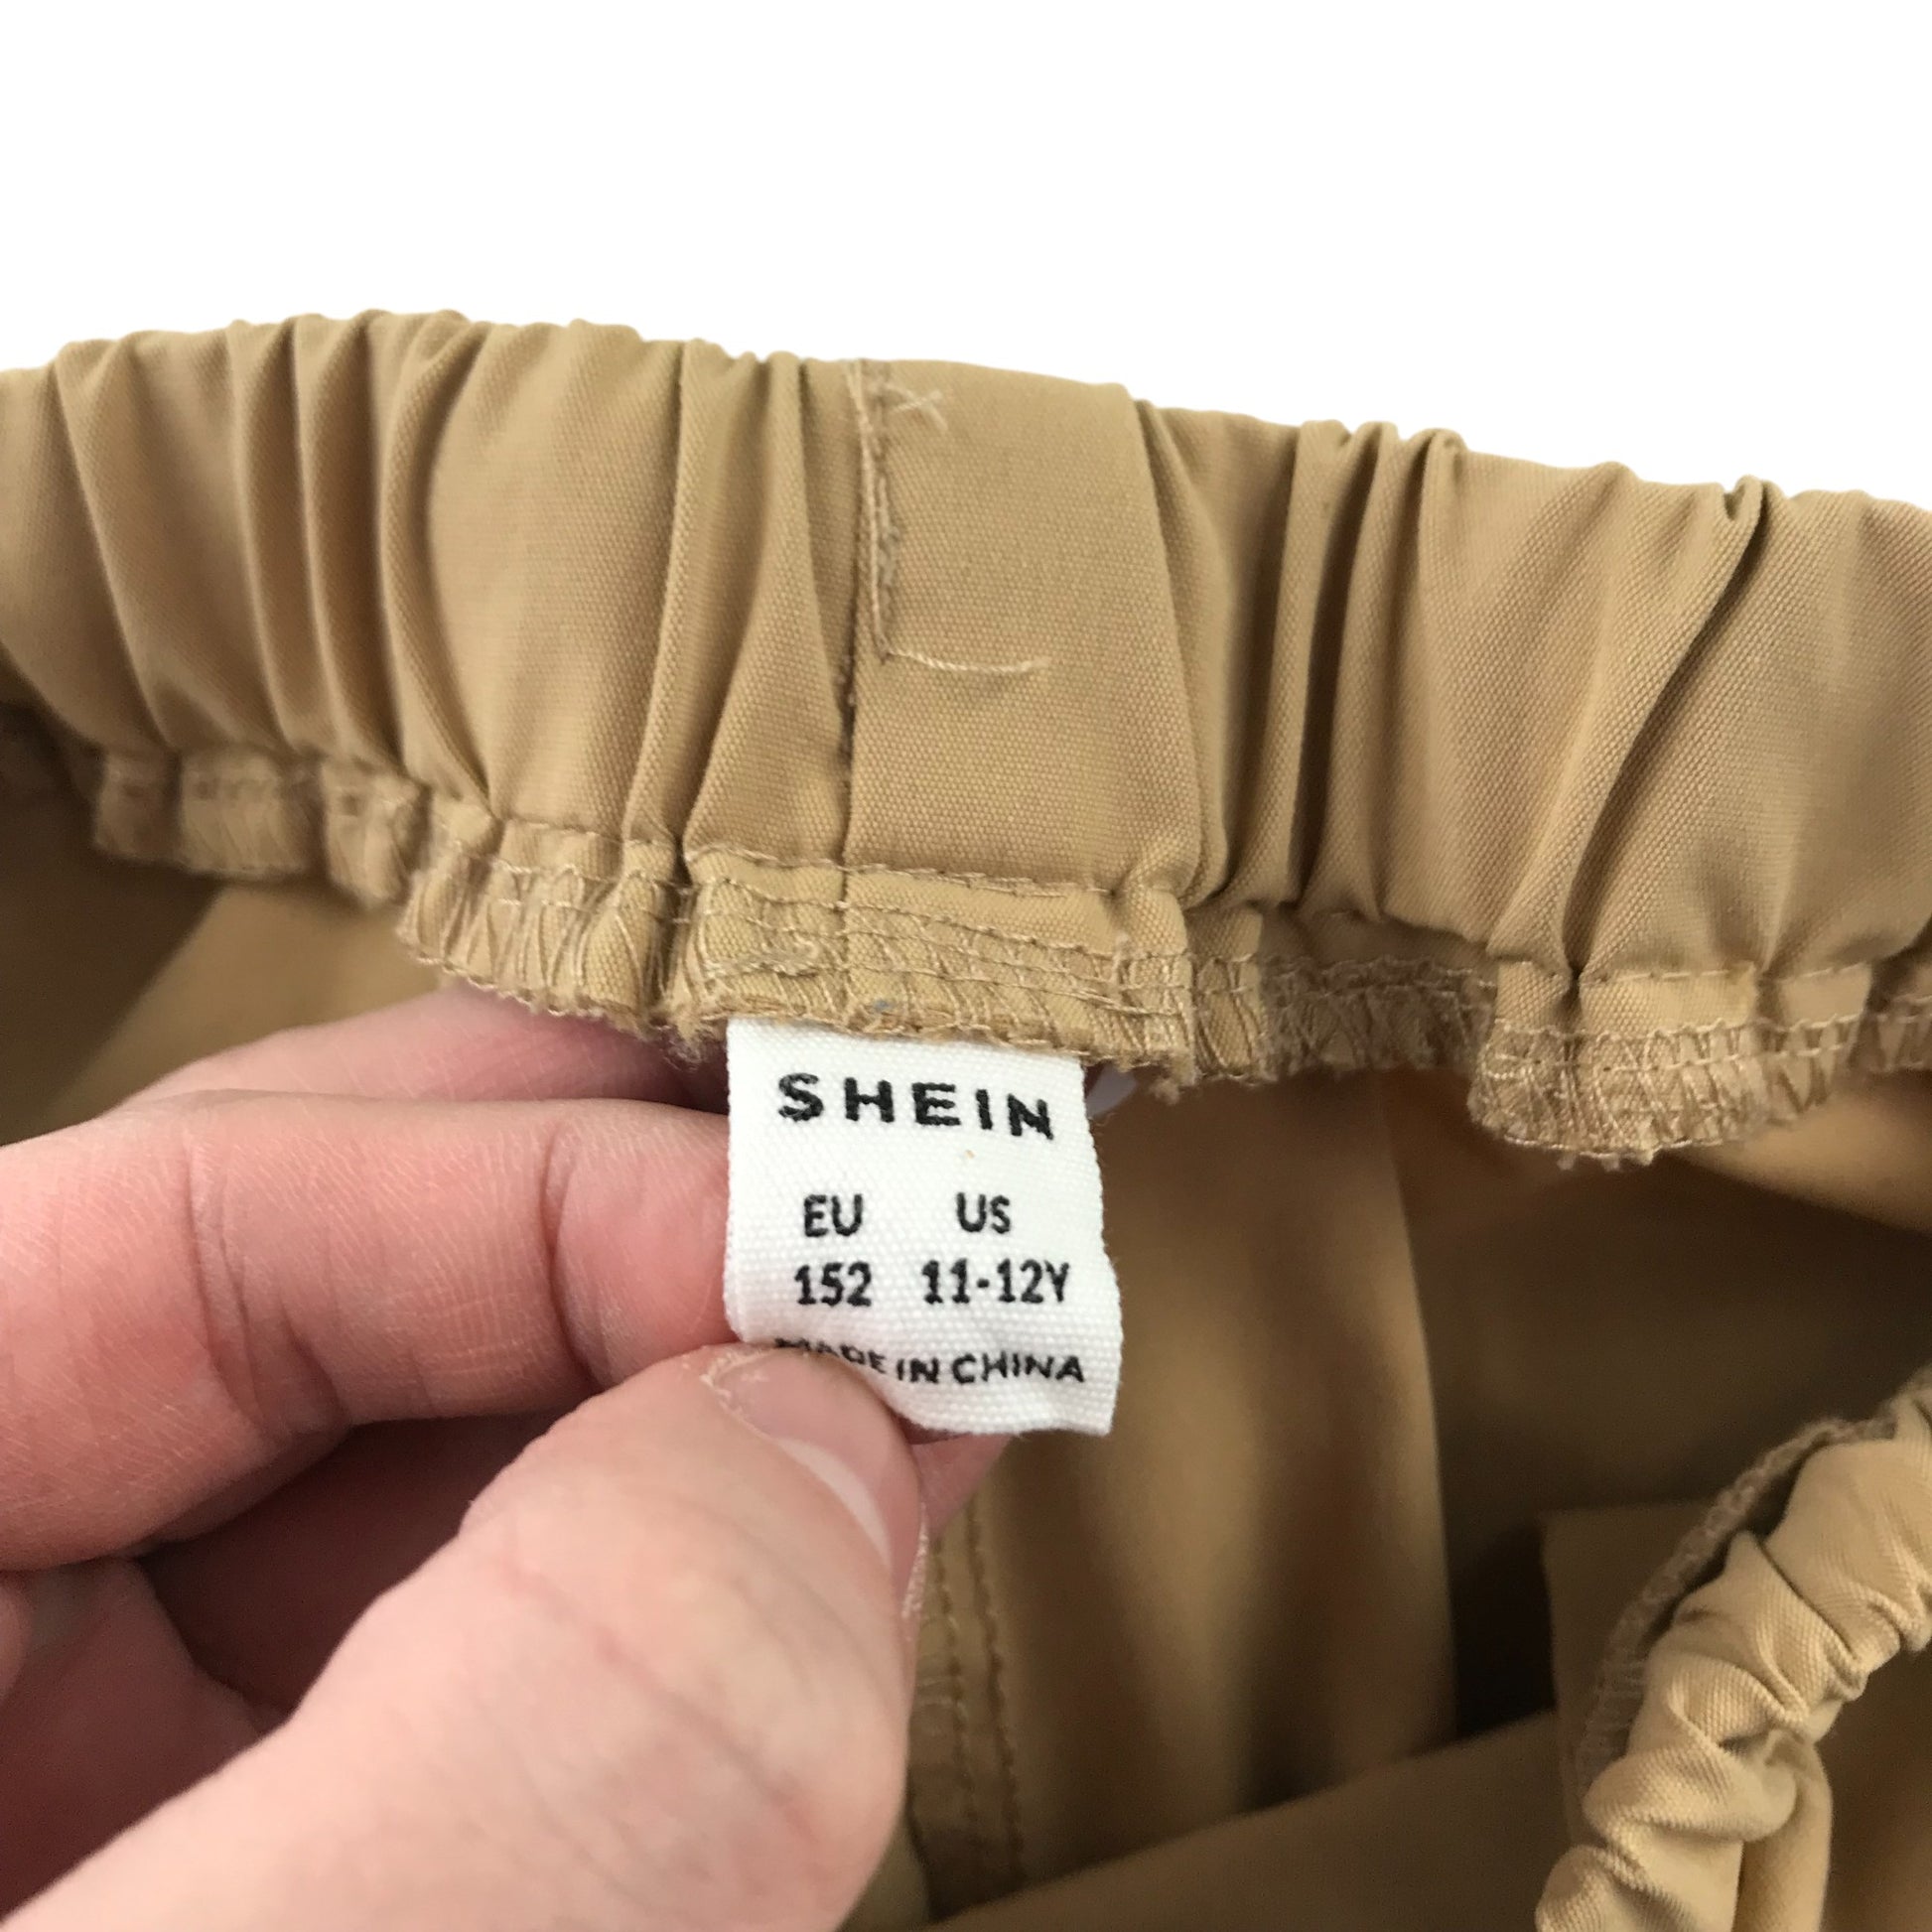 SHEIN
EU US
152 11-12Y
MADE IN CHINA